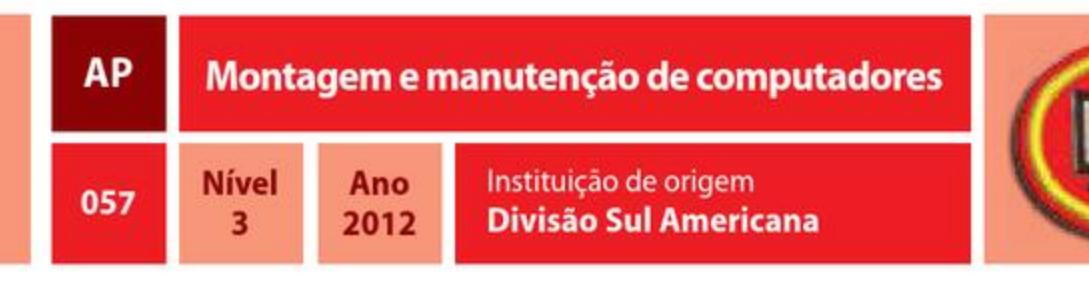 AP
Montagem e manutenção de computadores
057
Nível
3
Ano
2012
Instituição de origem
Divisão Sul Americana